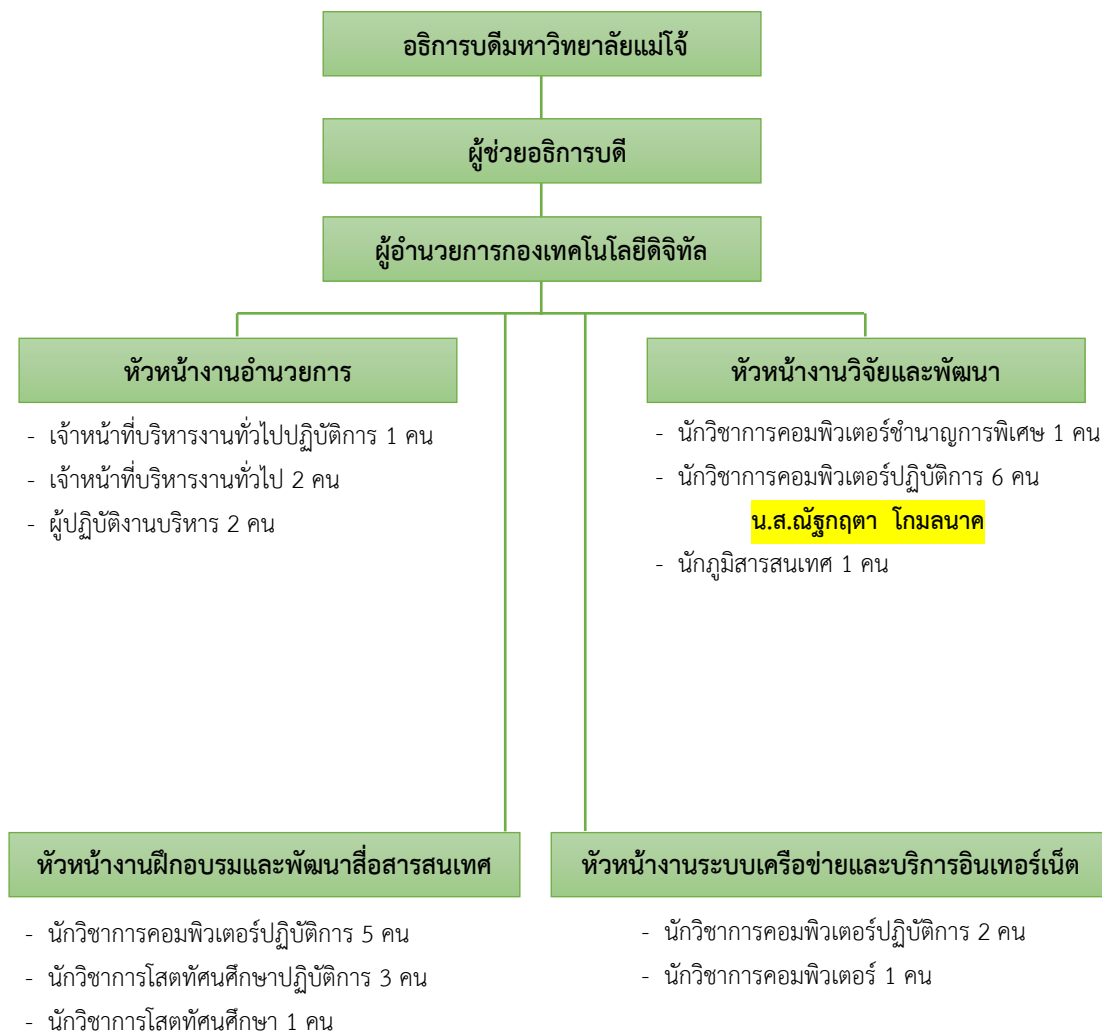 อธิการบดีมหาวิทยาลัยแม่โจ้
ผู้ช่วยอธิการบดี
ผู้อำนวยการกองเทคโนโลยีดิจิทัล
หัวหน้างานอำนวยการ
- เจ้าหน้าที่บริหารงานทั่วไปปฏิบัติการ 1 คน
- เจ้าหน้าที่บริหารงานทั่วไป 2 คน
- ผู้ปฏิบัติงานบริหาร 2 คน
หัวหน้างานวิจัยและพัฒนา
- นักวิชาการคอมพิวเตอร์ชำนาญการพิเศษ 1 คน
- นักวิชาการคอมพิวเตอร์ปฏิบัติการ 6 คน
น.ส.ณัฐกฤตา โกมลนาค
- นักภูมิสารสนเทศ 1 คน
หัวหน้างานฝึกอบรมและพัฒนาสื่อสารสนเทศ
- นักวิชาการคอมพิวเตอร์ปฏิบัติการ 5 คน
- นักวิชาการโสตทัศนศึกษาปฏิบัติการ 3 คน
- นักวิชาการโสตทัศนศึกษา 1 คน
หัวหน้างานระบบเครือข่ายและบริการอินเทอร์เน็ต
- นักวิชาการคอมพิวเตอร์ปฏิบัติการ 2 คน
- นักวิชาการคอมพิวเตอร์ 1 คน